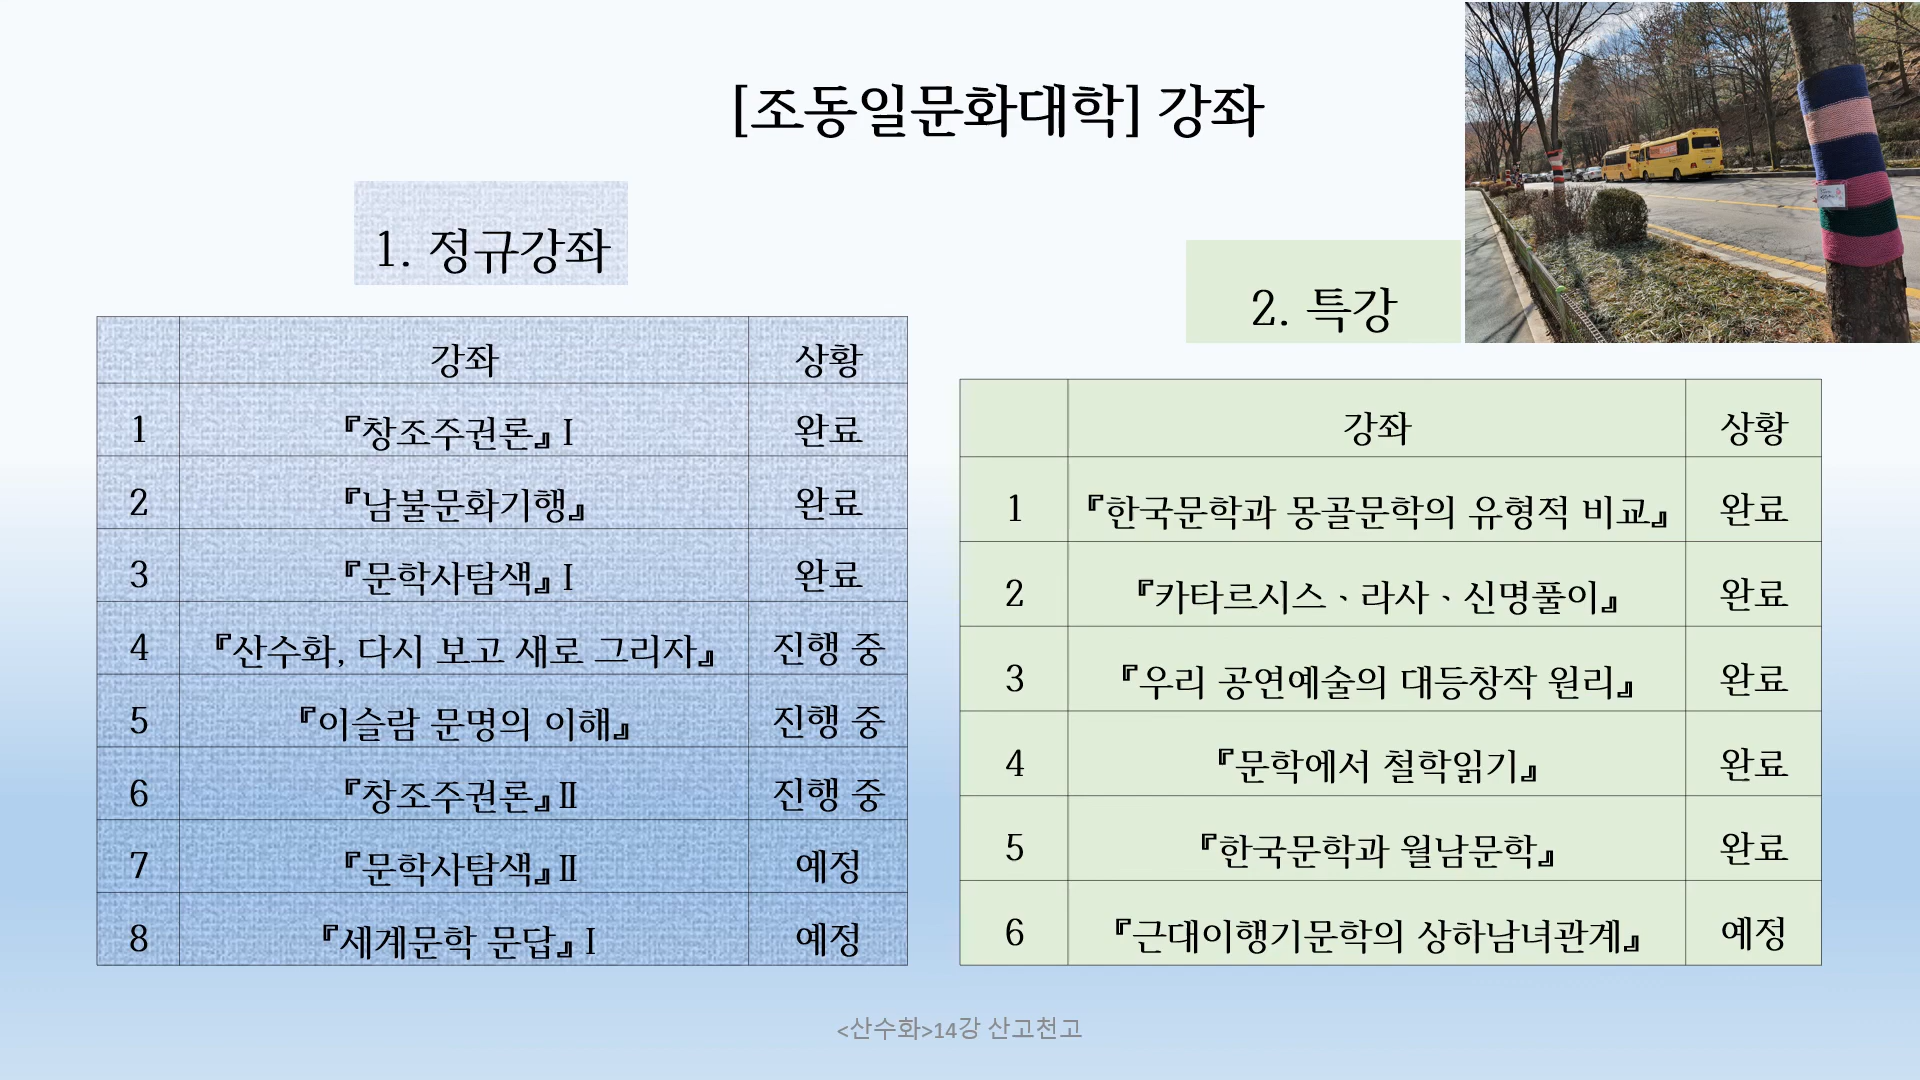 [조동일문화대학] 강좌
1. 정규강좌
강좌 상황
1 『창조주권론』Ⅰ 완료
2 『남불문화기행』 완료
3 『문학사탐색』Ⅰ 완료
4 『산수화, 다시 보고 새로 그리자』 진행 중
5 『이슬람 문명의 이해』 진행 중
6 『창조주권론』Ⅱ 진행 중
7 『문학사탐색』Ⅱ 예정
8 『세계문학 문답』Ⅰ 예정
2. 특강
강좌 상황
1 『한국문학과 몽골문학의 유형적 비교』 완료
2 『카타르시스、라사、신명풀이』 완료
3 『우리 공연예술의 대등창작 원리』 완료
4 『문학에서 철학읽기』 완료
5 『한국문학과 월남문학』 완료
6 『근대이행기문학의 상하남녀관계』 예정
<산수화>14강 산고천고